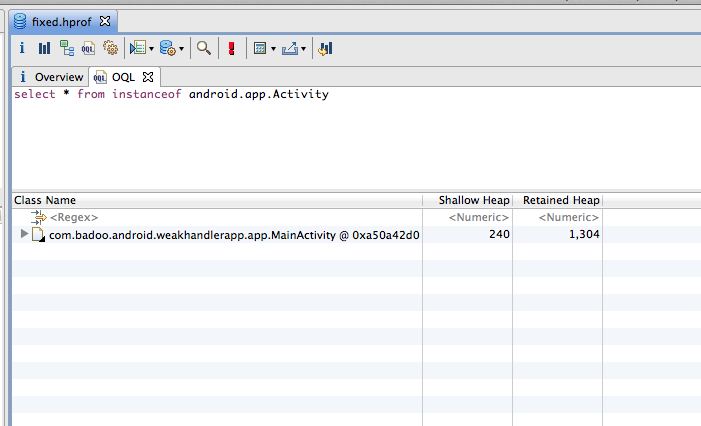 fixed.hprof
i OQL
i Overview OQL
select * from instanceof android.app.Activity
Class Name Shallow Heap Retained Heap
<Regex> <Numeric> <Numeric>
com.badoo.android.weakhandlerapp.app.MainActivity @ 0xa50a42d0 240 1,304